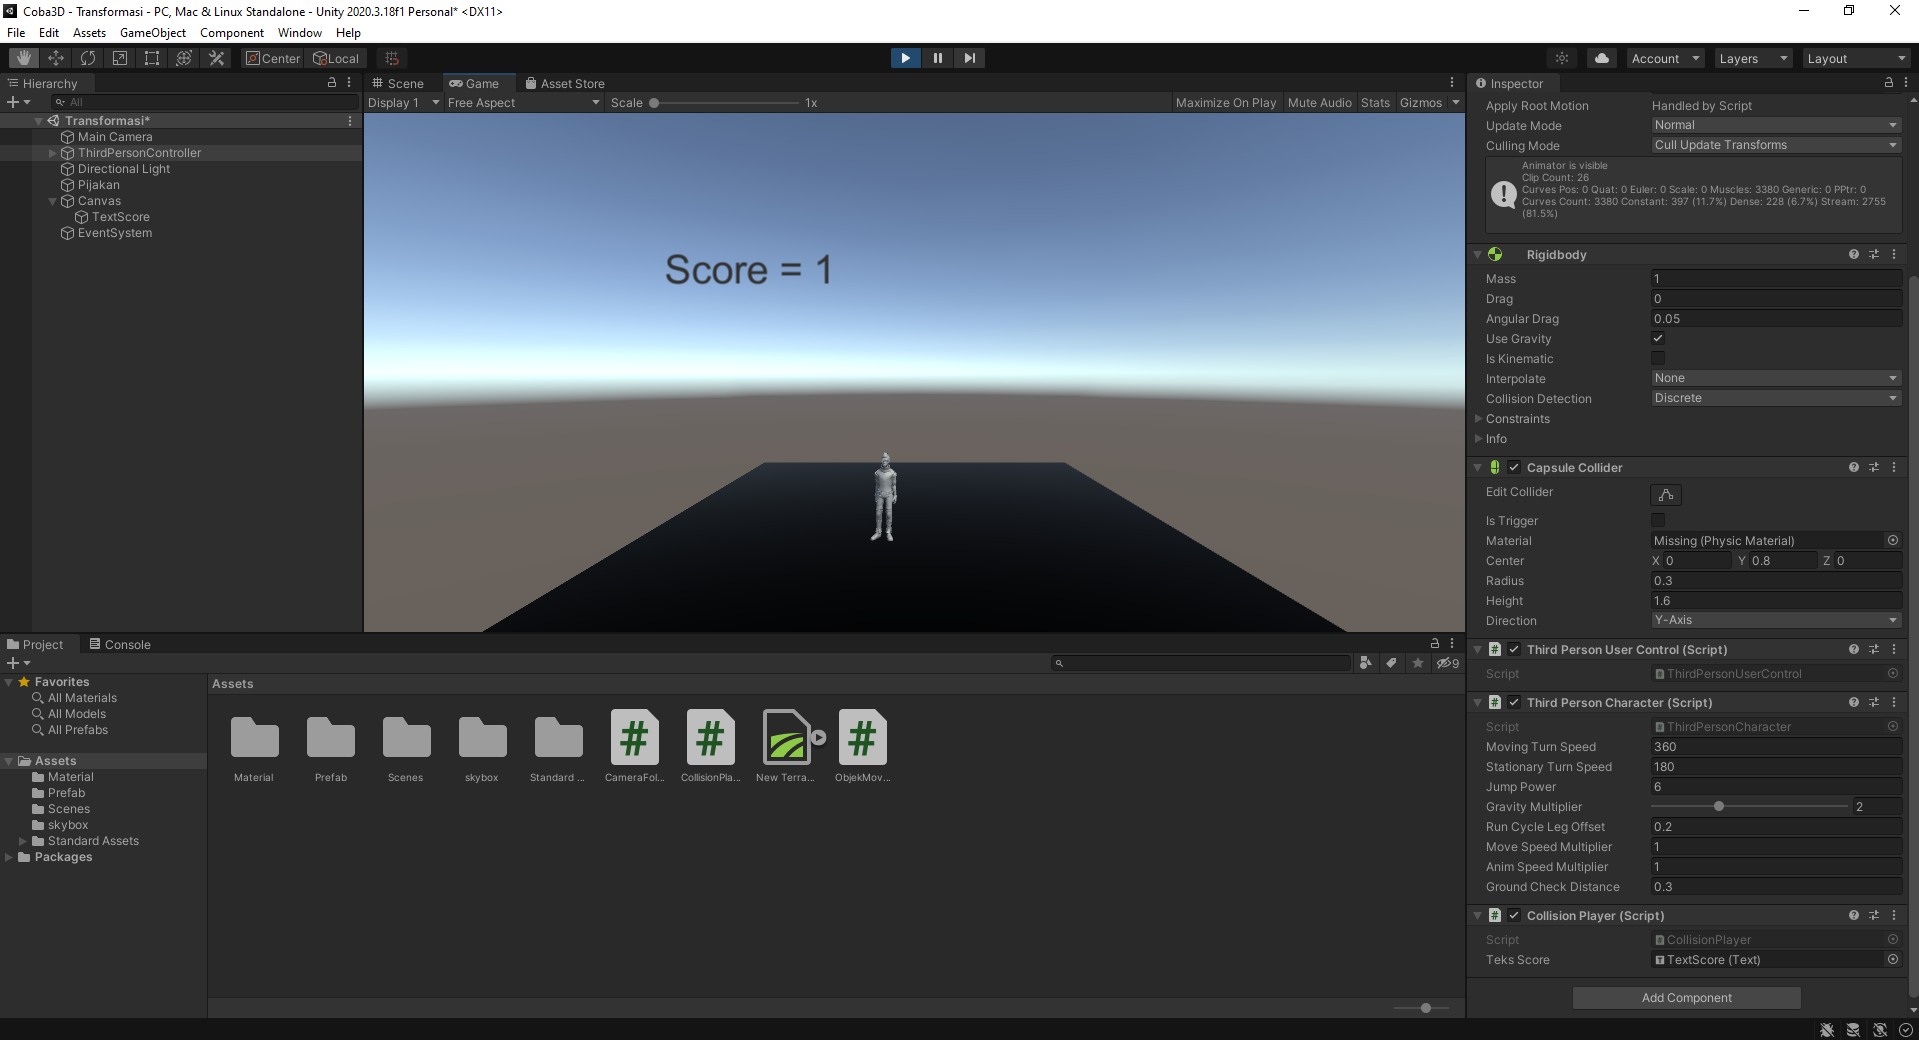 Coba3D - Transformasi - PC, Mac & Linux Standalone - Unity 2020.3.18f1 Personal* <DX11>
File Edit Assets GameObject Component Window Help
Center Local
Account Layers Layout
Hierarchy
All
Transformasi*
Main Camera
ThirdPersonController
Directional Light
Pijakan
Canvas
TextScore
EventSystem
Scene Game Asset Store
Display 1 Free Aspect Scale 1x Maximize On Play Mute Audio Stats Gizmos
Score = 1
Inspector
Apply Root Motion Handled by Script
Update Mode Normal
Culling Mode Cull Update Transforms
Animator is visible
Clip Count: 26
Curves Pos: 0 Quat: 0 Euler: 0 Scale: 0 Muscles: 3380 Generic: 0 PPtr: 0
Curves Count: 3380 Constant: 397 (11.7%) Dense: 228 (6.7%) Stream: 2755
(81.5%)
Rigidbody
Mass 1
Drag 0
Angular Drag 0.05
Use Gravity
Is Kinematic
Interpolate None
Collision Detection Discrete
Constraints
Info
Capsule Collider
Edit Collider
Is Trigger
Material Missing (Physic Material)
Center X 0 Y 0.8 Z 0
Radius 0.3
Height 1.6
Direction Y-Axis
Third Person User Control (Script)
Script ThirdPersonUserControl
Third Person Character (Script)
Script ThirdPersonCharacter
Moving Turn Speed 360
Stationary Turn Speed 180
Jump Power 6
Gravity Multiplier 2
Run Cycle Leg Offset 0.2
Move Speed Multiplier 1
Anim Speed Multiplier 1
Ground Check Distance 0.3
Collision Player (Script)
Script CollisionPlayer
Teks Score TextScore (Text)
Add Component
Project Console
9
Favorites
All Materials
All Models
All Prefabs
Assets
Material
Prefab
Scenes
skybox
Standard Assets
Packages
Assets
Material Prefab Scenes skybox Standard ... CameraFol... CollisionPla... New Terra... ObjekMov...